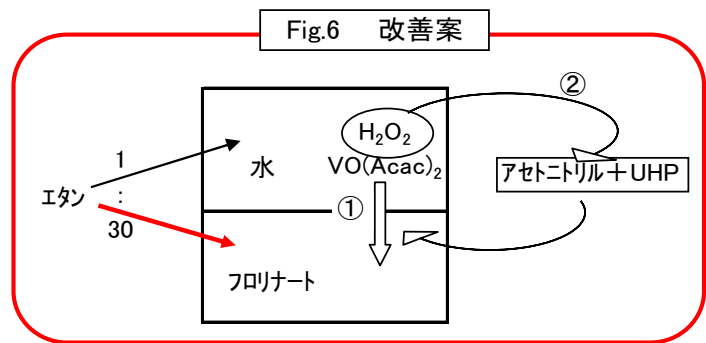 Fig.6 改善案
②
H₂O₂
VO(Acac)₂
1
:
30
エタン
水
アセトニトリル＋UHP
①
フロリナート